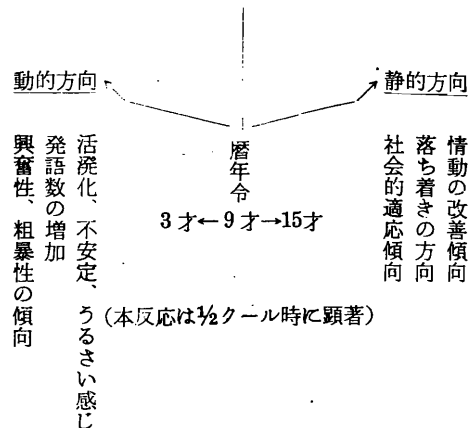 動的方向
静的方向
暦年令
3才←9才→15才
活溌化、不安定、うるさい感じ
発語数の増加
興奮性、粗暴性の傾向
情動の改善傾向
落ち着きの方向
社会的適応傾向
(本反応は½クール時に顕著)